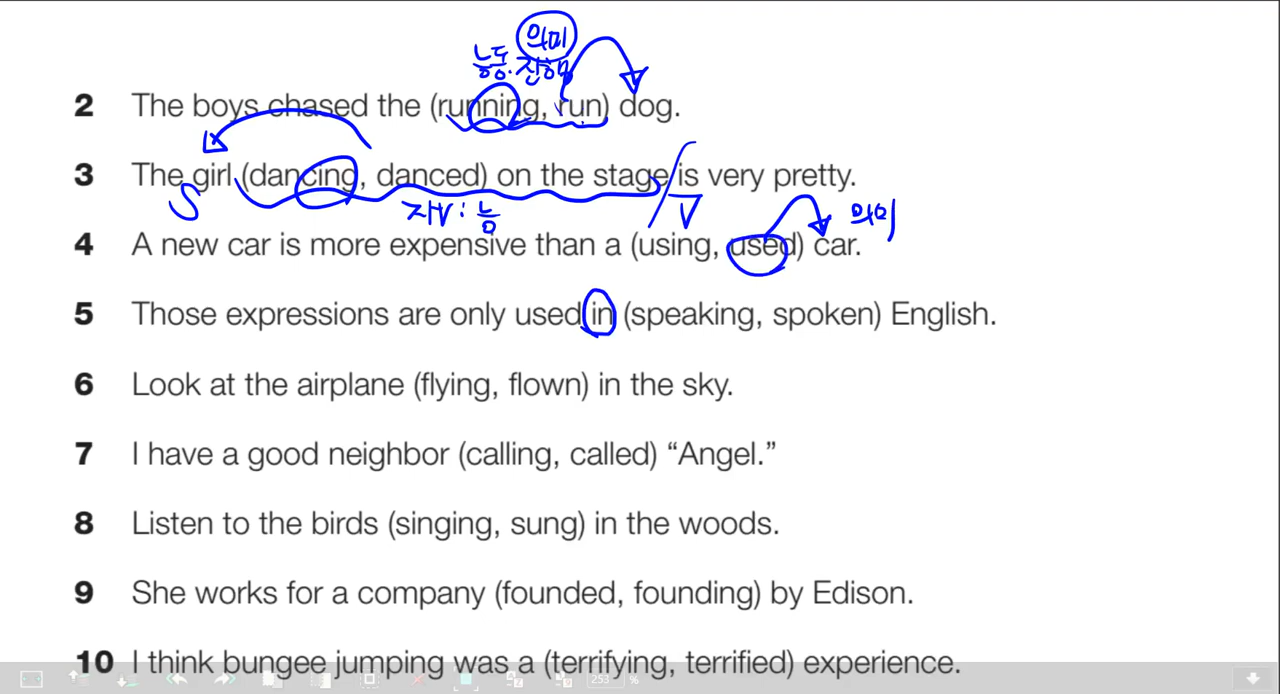 의미
능동. 진행
2 The boys chased the (running, run) dog.
3 The girl (dancing, danced) on the stage is very pretty.
S 자V : 능 V
의미
4 A new car is more expensive than a (using, used) car.
5 Those expressions are only used in (speaking, spoken) English.
6 Look at the airplane (flying, flown) in the sky.
7 I have a good neighbor (calling, called) “Angel.”
8 Listen to the birds (singing, sung) in the woods.
9 She works for a company (founded, founding) by Edison.
10 I think bungee jumping was a (terrifying, terrified) experience.
253 %